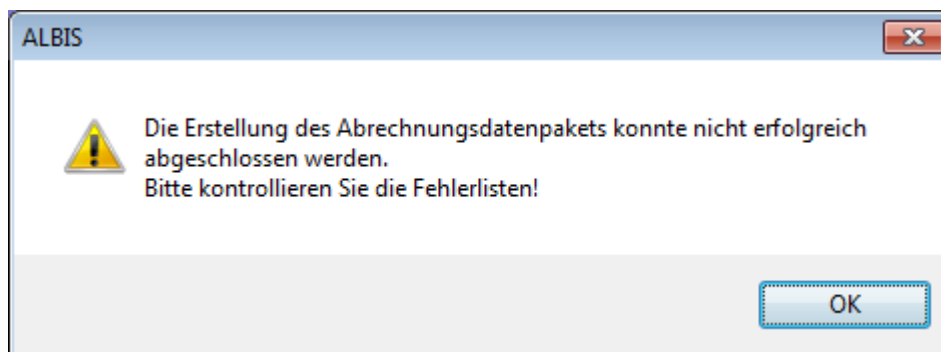 ALBIS
Die Erstellung des Abrechnungsdatenpakets konnte nicht erfolgreich
abgeschlossen werden.
Bitte kontrollieren Sie die Fehlerlisten!
OK